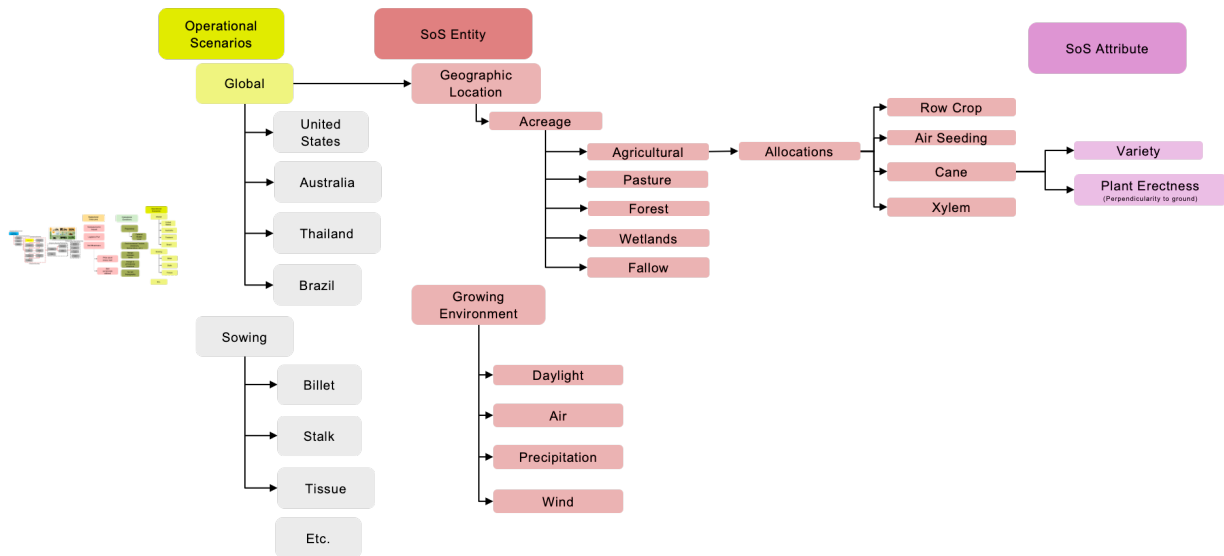 Operational
Scenarios
SoS Entity
SoS Attribute
Global
Geographic
Location
United
States
Australia
Thailand
Brazil
Acreage
Agricultural
Pasture
Forest
Wetlands
Fallow
Allocations
Row Crop
Air Seeding
Cane
Xylem
Variety
Plant Erectness
(Perpendicularity to ground)
Sowing
Billet
Stalk
Tissue
Etc.
Growing
Environment
Daylight
Air
Precipitation
Wind